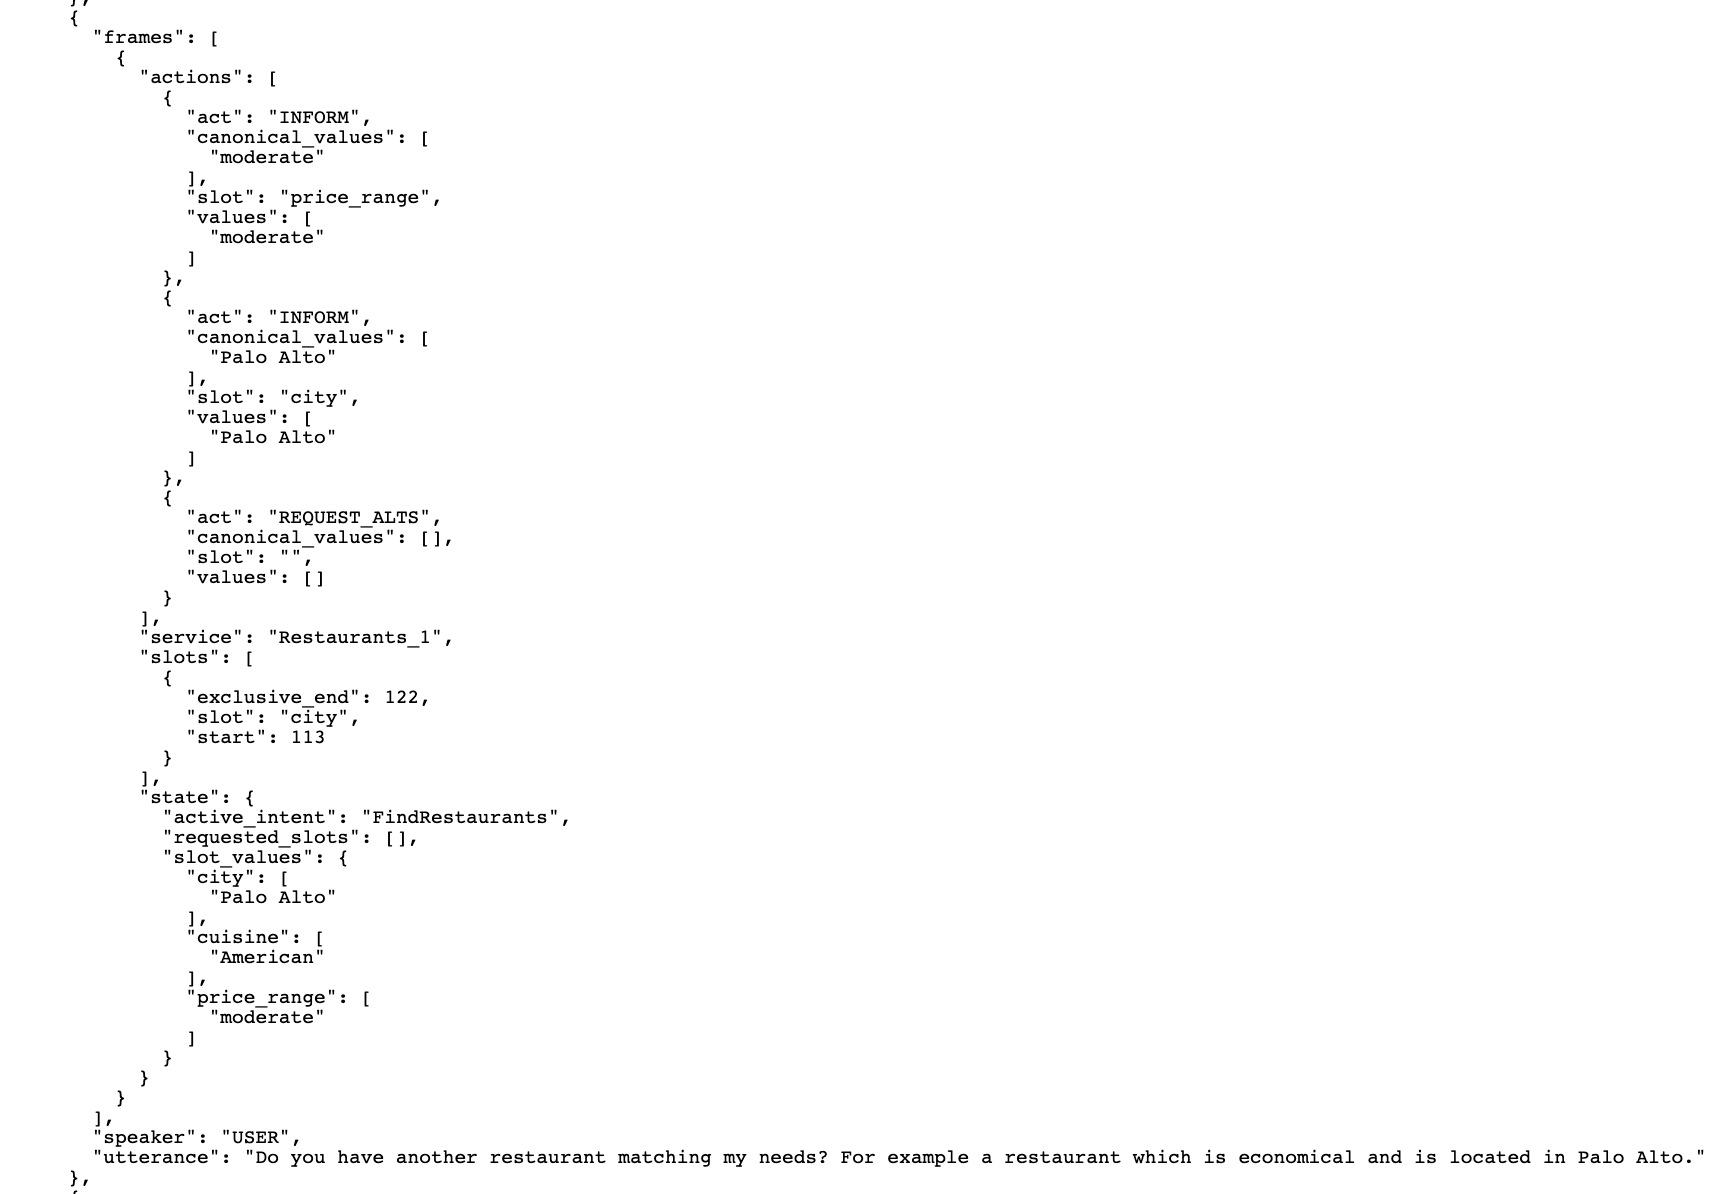 },
{
"frames": [
{
"actions": [
{
"act": "INFORM",
"canonical_values": [
"moderate"
],
"slot": "price_range",
"values": [
"moderate"
]
},
{
"act": "INFORM",
"canonical_values": [
"Palo Alto"
],
"slot": "city",
"values": [
"Palo Alto"
]
},
{
"act": "REQUEST_ALTS",
"canonical_values": [],
"slot": "",
"values": []
}
],
"service": "Restaurants_1",
"slots": [
{
"exclusive_end": 122,
"slot": "city",
"start": 113
}
],
"state": {
"active_intent": "FindRestaurants",
"requested_slots": [],
"slot_values": {
"city": [
"Palo Alto"
],
"cuisine": [
"American"
],
"price_range": [
"moderate"
]
}
}
}
],
"speaker": "USER",
"utterance": "Do you have another restaurant matching my needs? For example a restaurant which is economical and is located in Palo Alto."
},
{